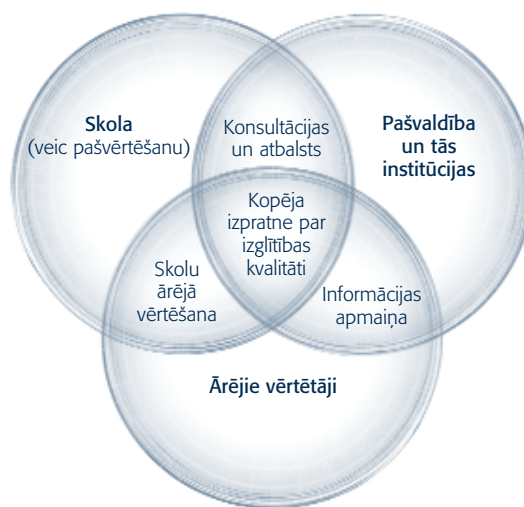 Skola
(veic pašvērtēšanu)
Konsultācijas
un atbalsts
Pašvaldība
un tās
institūcijas
Kopēja
izpratne par
izglītības
kvalitāti
Skolu
ārējā
vērtēšana
Informācijas
apmaiņa
Ārējie vērtētāji